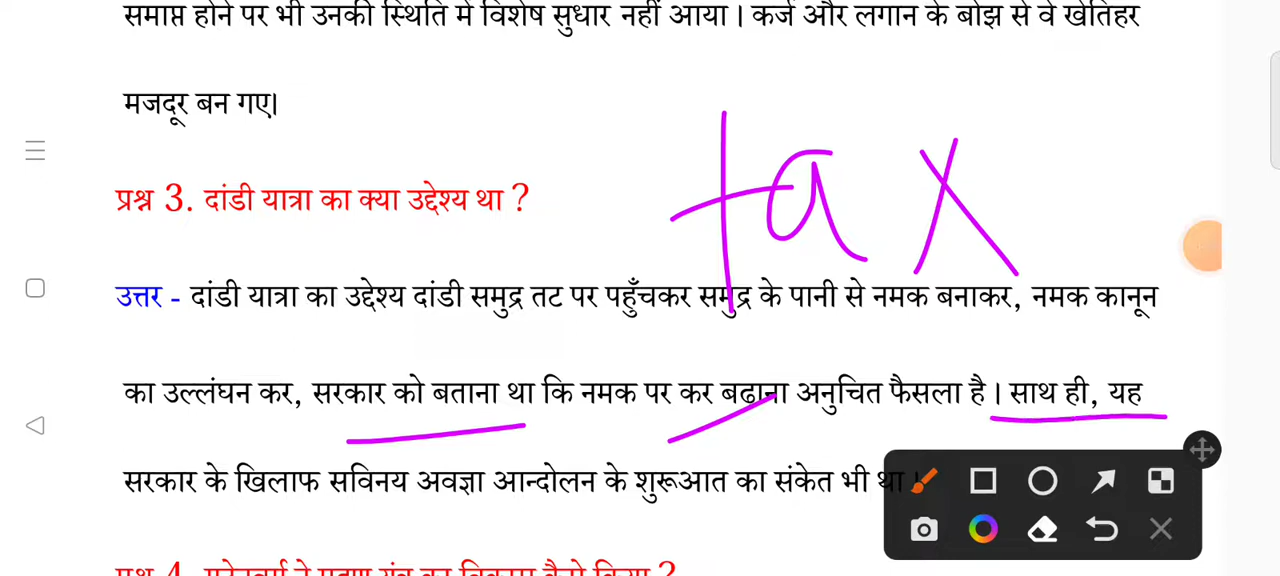 समाप्त होने पर भी उनकी स्थिति में विशेष सुधार नहीं आया। कर्ज और लगान के बोझ से वे खेतिहर
मजदूर बन गए।
tax
प्रश्न 3. दांडी यात्रा का क्या उद्देश्य था ?
उत्तर - दांडी यात्रा का उद्देश्य दांडी समुद्र तट पर पहुँचकर समुद्र के पानी से नमक बनाकर, नमक कानून
का उल्लंघन कर, सरकार को बताना था कि नमक पर कर बढाना अनुचित फैसला है। साथ ही, यह
सरकार के खिलाफ सविनय अवज्ञा आन्दोलन के शुरूआत का संकेत भी था।
प्रश्न 4. का विकास कैसे किया ?